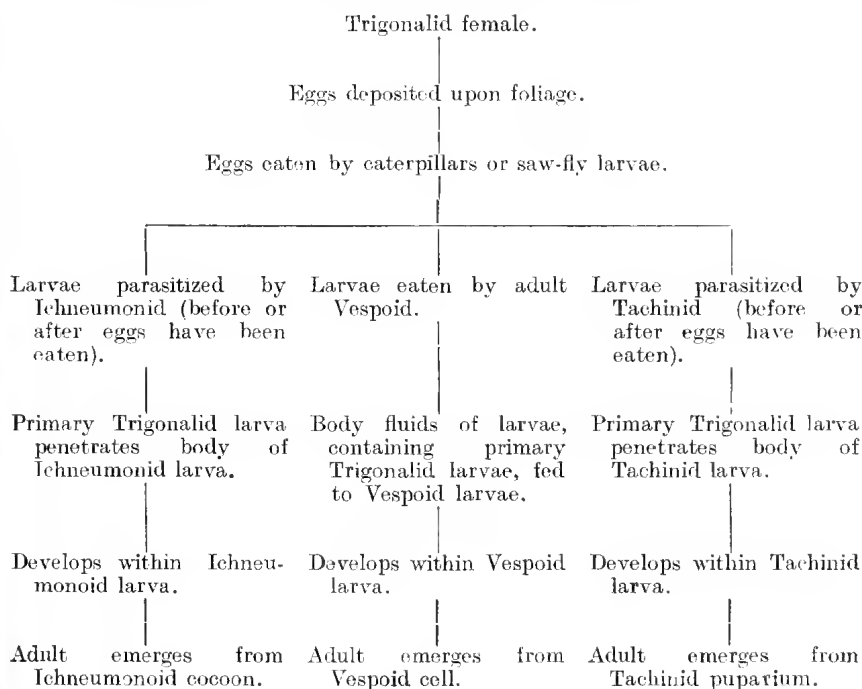 Trigonalid female.
Eggs deposited upon foliage.
Eggs eaten by caterpillars or saw-fly larvae.
Larvae parasitized by
Ichneumonid (before or
after eggs have been
eaten).
Larvae eaten by adult
Vespoid.
Larvae parasitized by
Tachinid (before or
after eggs have been
eaten).
Primary Trigonalid larva
penetrates body of
Ichneumonid larva.
Body fluids of larvae,
containing primary
Trigonalid larvae, fed
to Vespoid larvae.
Primary Trigonalid larva
penetrates body of
Tachinid larva.
Develops within Ichneu-
monoid larva.
Develops within Vespoid
larva.
Develops within Tachinid
larva.
Adult emerges from
Ichneumonoid cocoon.
Adult emerges from
Vespoid cell.
Adult emerges from
Tachinid puparium.